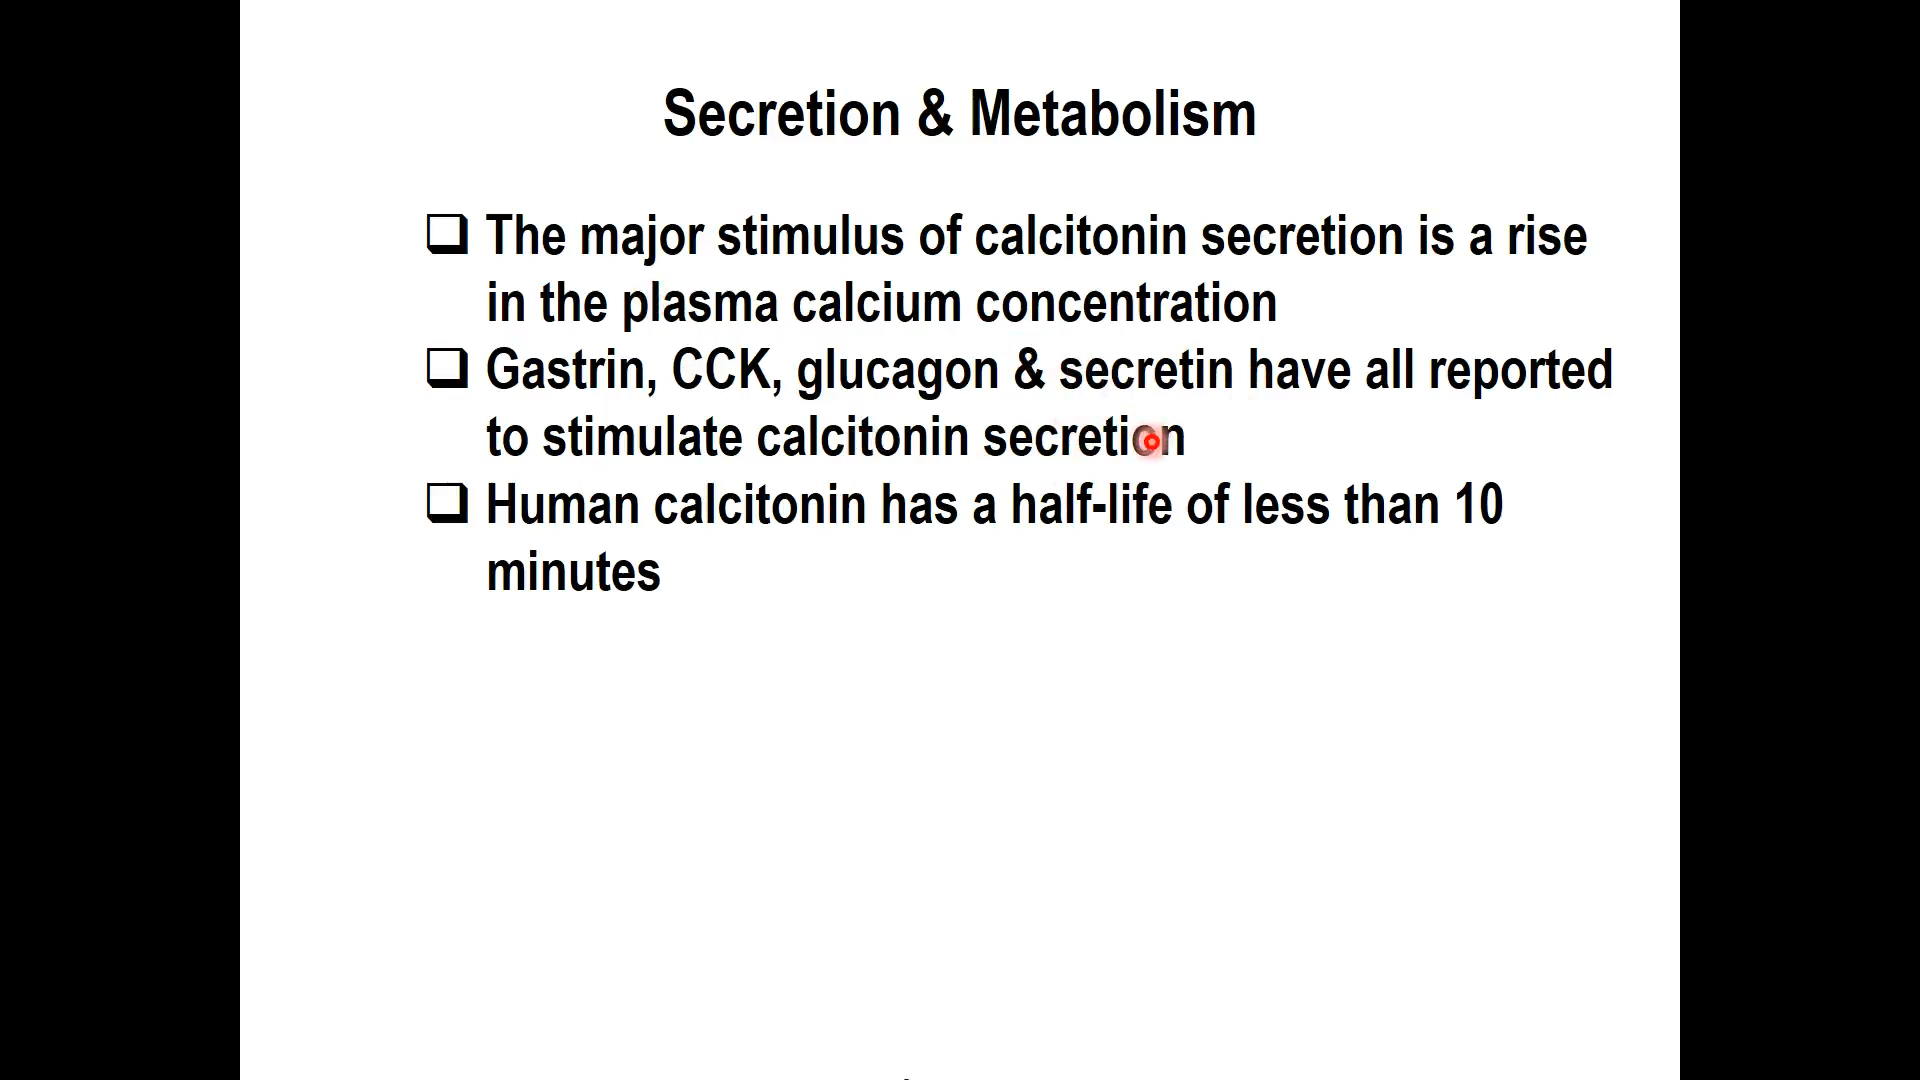 Secretion & Metabolism
❑ The major stimulus of calcitonin secretion is a rise
in the plasma calcium concentration
❑ Gastrin, CCK, glucagon & secretin have all reported
to stimulate calcitonin secretion
❑ Human calcitonin has a half-life of less than 10
minutes